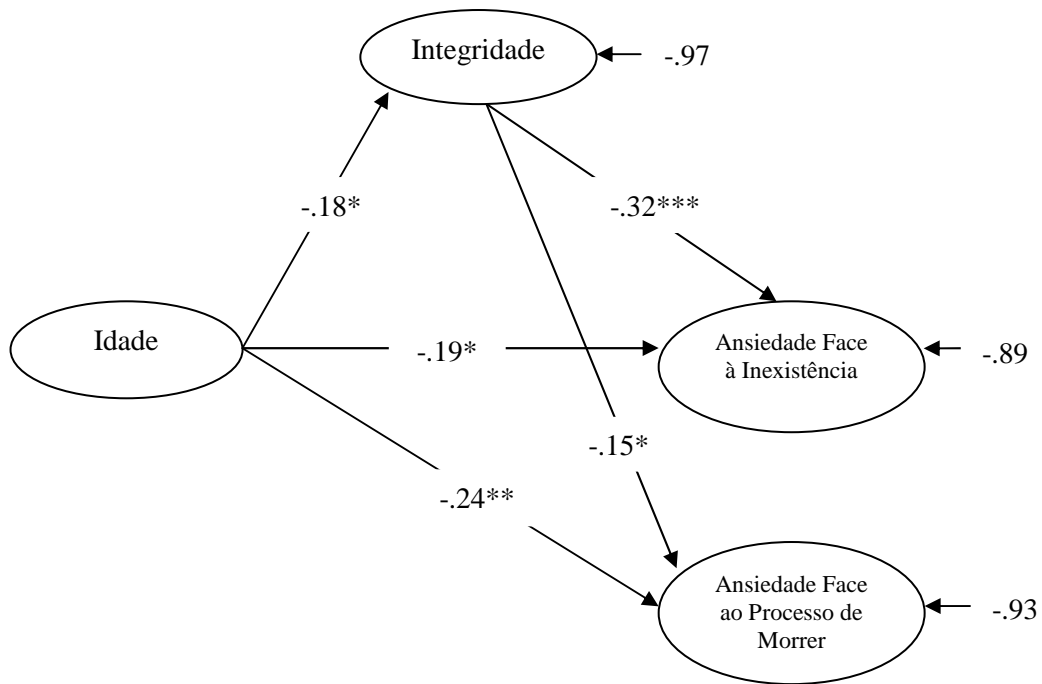 Integridade
-.97
-.18*
-.32***
Idade
-.19*
Ansiedade Face
à Inexistência
-.89
-.15*
-.24**
Ansiedade Face
ao Processo de
Morrer
-.93